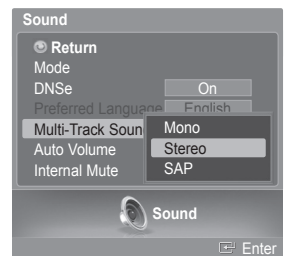 Sound
Return
Mode
DNSe On
Preferred Language English
Multi-Track Soun
Mono
Auto Volume
Stereo
Internal Mute
SAP
Sound
Enter